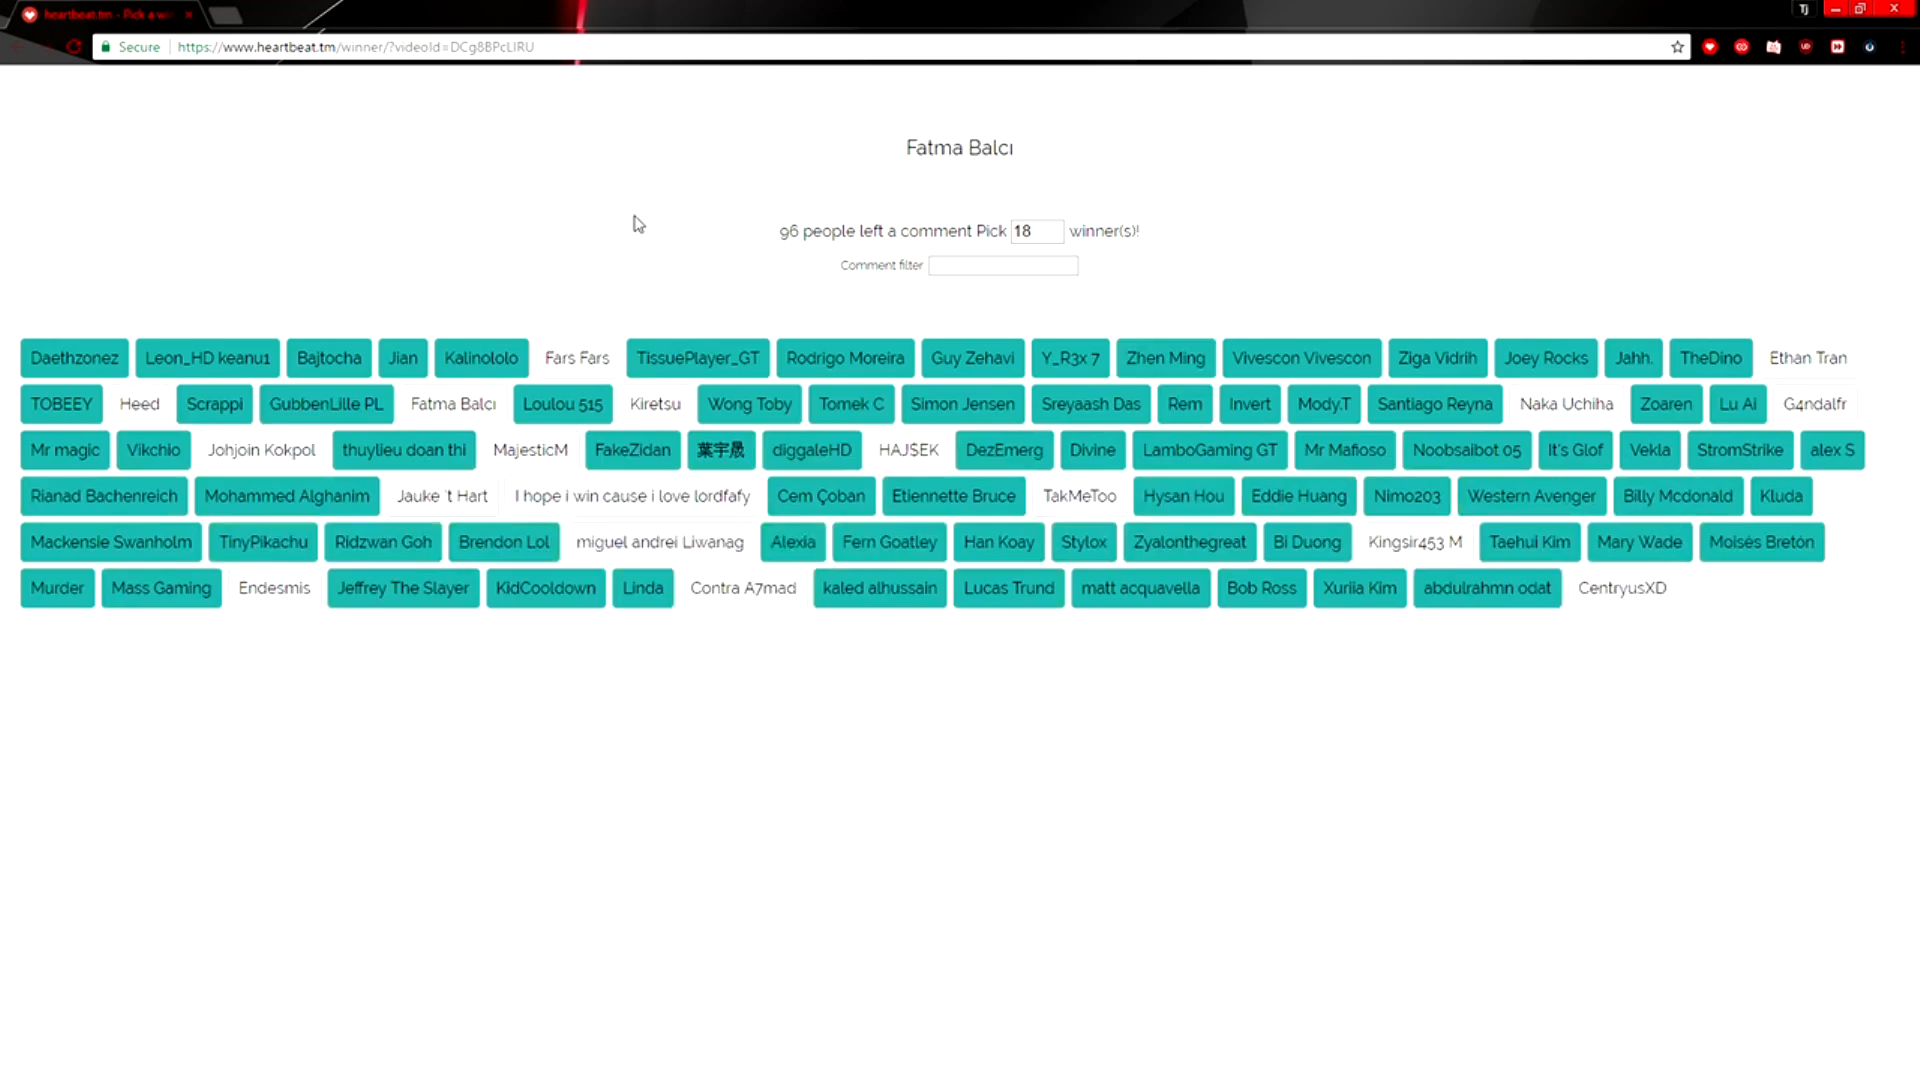 heartbeat.tm - Pick a wi
Tj
Secure https://www.heartbeat.tm/winner/?videoId=DCg8BPcLlRU
Fatma Balcı
96 people left a comment Pick 18 winner(s)!
Comment filter
Daethzonez Leon_HD keanu1 Bajtocha Jian Kalinololo Fars Fars TissuePlayer_GT Rodrigo Moreira Guy Zehavi Y_R3x 7 Zhen Ming Vivescon Vivescon Ziga Vidrih Joey Rocks Jahh. TheDino Ethan Tran
TOBEEY Heed Scrappi GubbenLille PL Fatma Balcı Loulou 515 Kiretsu Wong Toby Tomek C Simon Jensen Sreyaash Das Rem Invert Mody.T Santiago Reyna Naka Uchiha Zoaren Lu Ai G4ndalfr
Mr magic Vikchio Johjoin Kokpol thuylieu doan thi MajesticM FakeZidan 葉宇晟 diggaleHD HAJ$EK DezEmerg Divine LamboGaming GT Mr Mafioso Noobsaibot 05 It's Glof Vekla StromStrike alex S
Rianad Bachenreich Mohammed Alghanim Jauke 't Hart I hope i win cause i love lordfafy Cem Çoban Etiennette Bruce TakMeToo Hysan Hou Eddie Huang Nimo203 Western Avenger Billy Mcdonald Kluda
Mackensie Swanholm TinyPikachu Ridzwan Goh Brendon Lol miguel andrei Liwanag Alexia Fern Goatley Han Koay Stylox Zyalonthegreat Bi Duong Kingsir453 M Taehui Kim Mary Wade Moisés Bretón
Murder Mass Gaming Endesmis Jeffrey The Slayer KidCooldown Linda Contra A7mad kaled alhussain Lucas Trund matt acquavella Bob Ross Xuriia Kim abdulrahmn odat CentryusXD